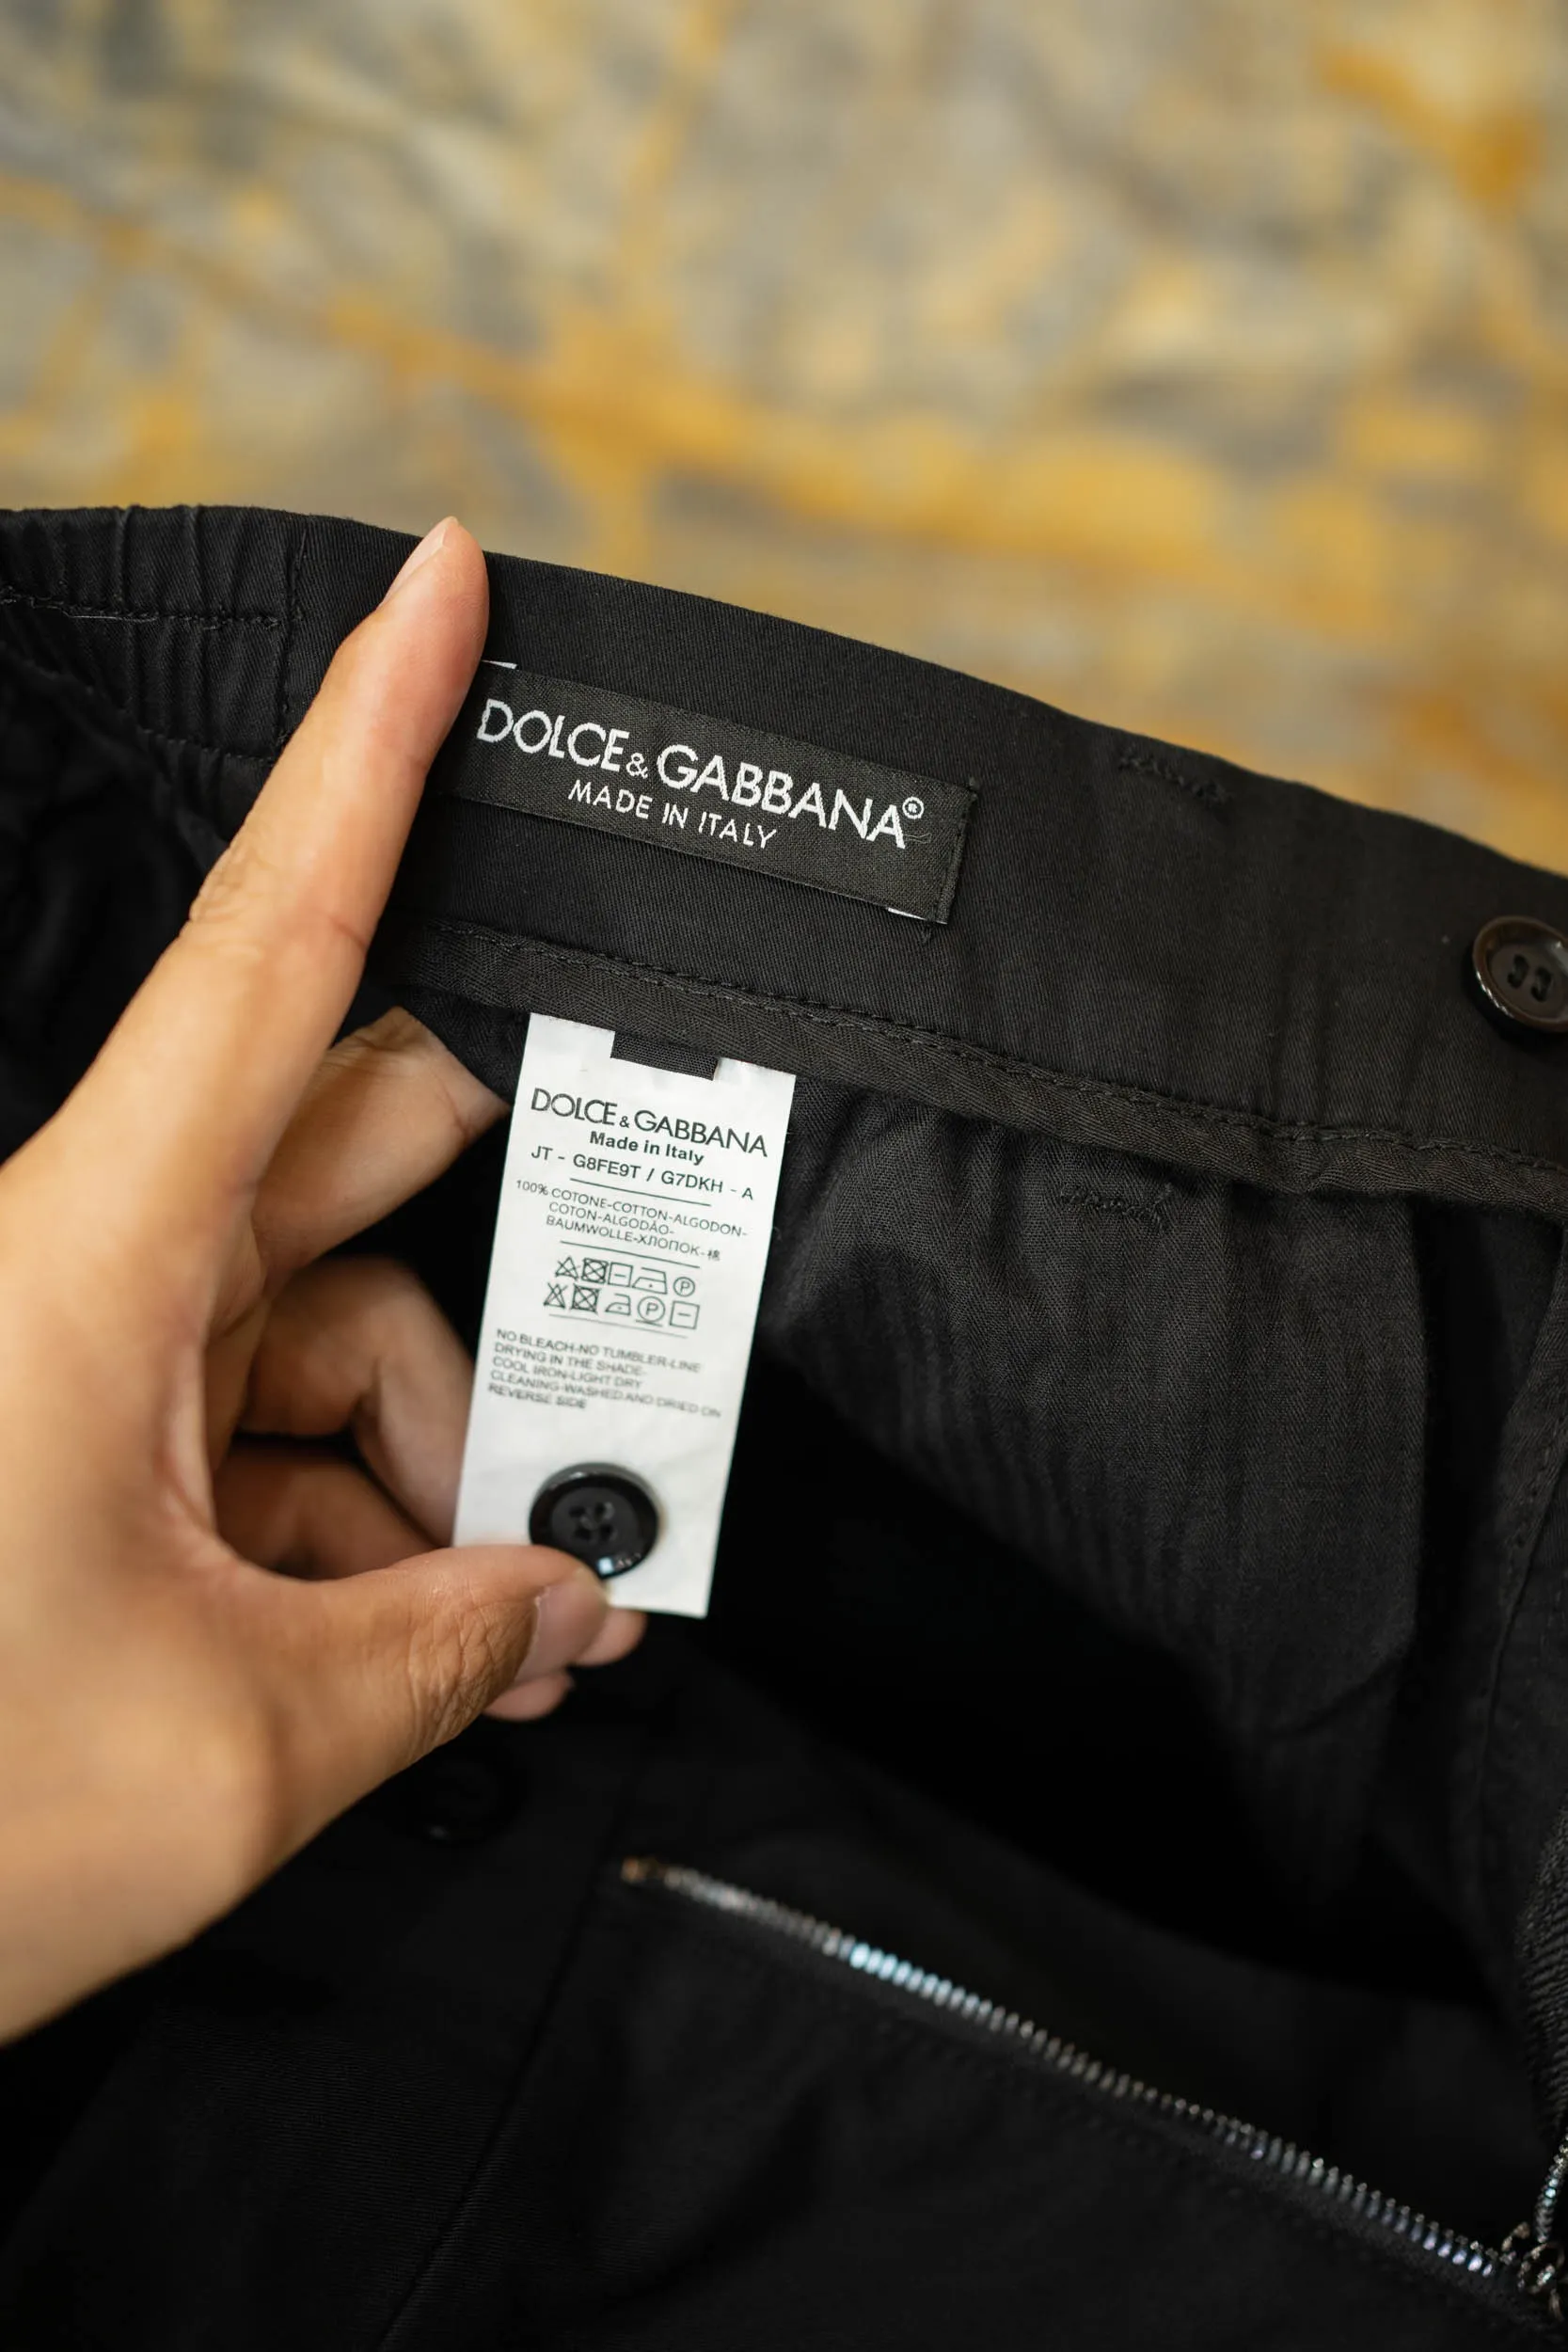 DOLCE&GABBANA®
MADE IN ITALY
DOLCE&GABBANA
Made in Italy
JT - G8FE9T / G7DKH - A
100% COTONE-COTTON-ALGODON-
COTON-ALGODÃO-
BAUMWOLLE-ХЛОПОК-棉
P
P
NO BLEACH-NO TUMBLER-LINE
DRYING IN THE SHADE-
COOL IRON-LIGHT DRY
CLEANING-WASHED AND DRIED ON
REVERSE SIDE